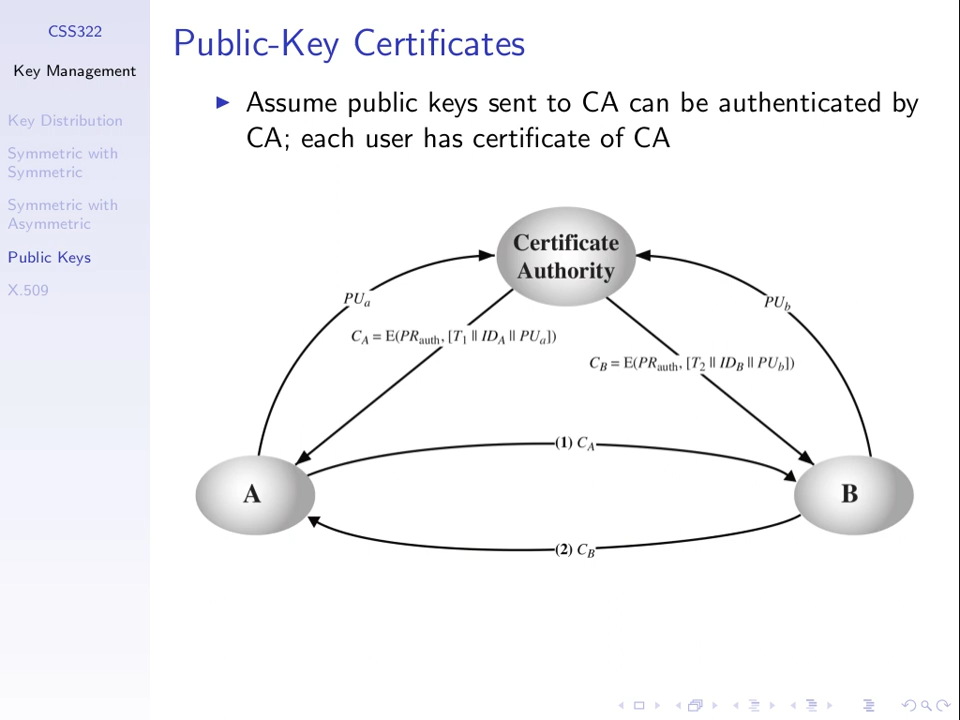 CSS322
Key Management
Key Distribution
Symmetric with
Symmetric
Symmetric with
Asymmetric
Public Keys
X.509
Public-Key Certificates
Assume public keys sent to CA can be authenticated by
CA; each user has certificate of CA
Certificate
Authority
PUa
PUb
CA = E(PRauth, [T1 || IDA || PUa])
CB = E(PRauth, [T2 || IDB || PUb])
(1) CA
A
B
(2) CB